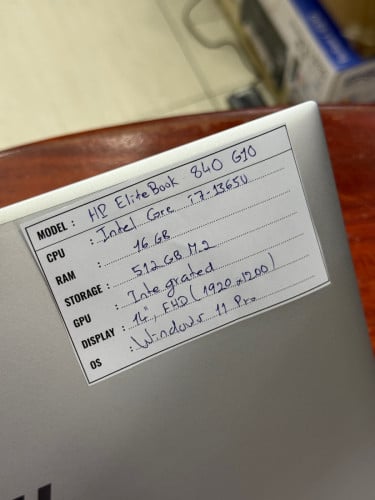 MODEL : HP EliteBook 840 G10
CPU : Intel Core i7-1365U
RAM : 16 GB
STORAGE : 512 GB M.2
GPU : Integrated
DISPLAY : 14", FHD (1920x1200)
OS : Windows 11 Pro